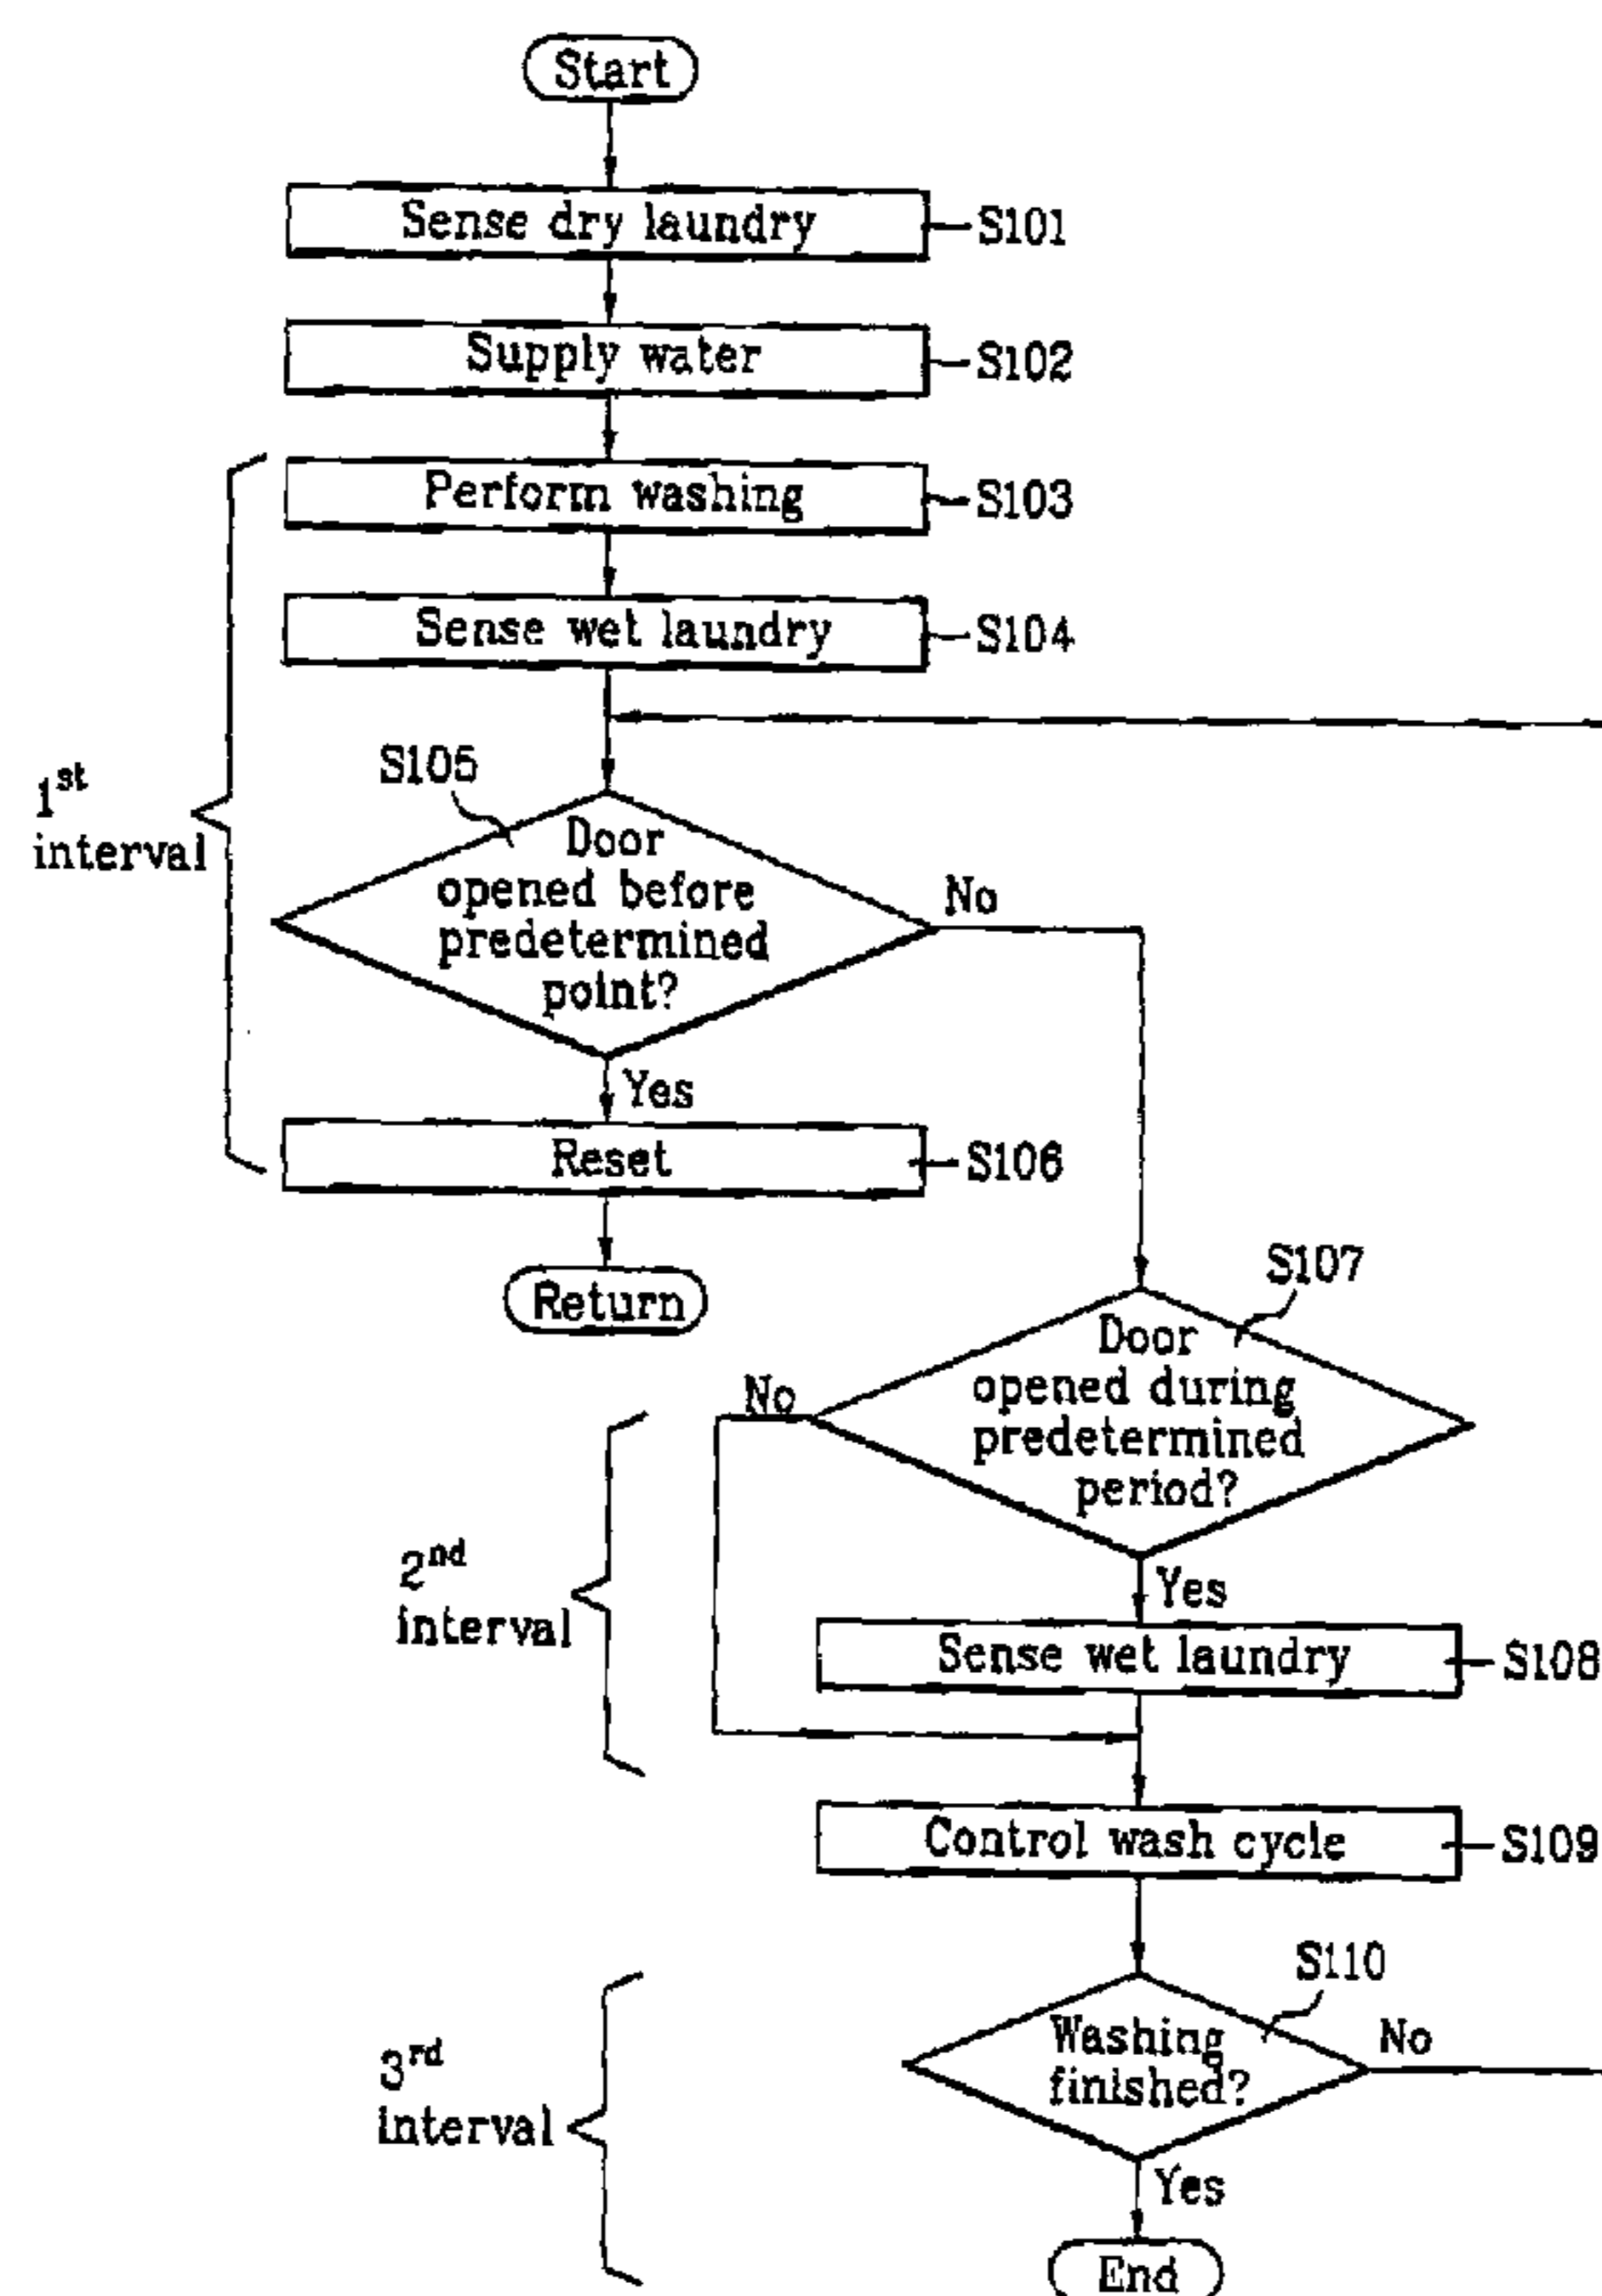 Start
Sense dry laundry
S101
Supply water
S102
Perform washing
S103
Sense wet laundry
S104
S105
1st
interval
Door
opened before
predetermined
point?
No
Yes
Reset
S106
Return
S107
Door
opened during
predetermined
period?
No
2nd
interval
Yes
Sense wet laundry
S108
Control wash cycle
S109
S110
3rd
interval
Washing
finished?
No
Yes
End